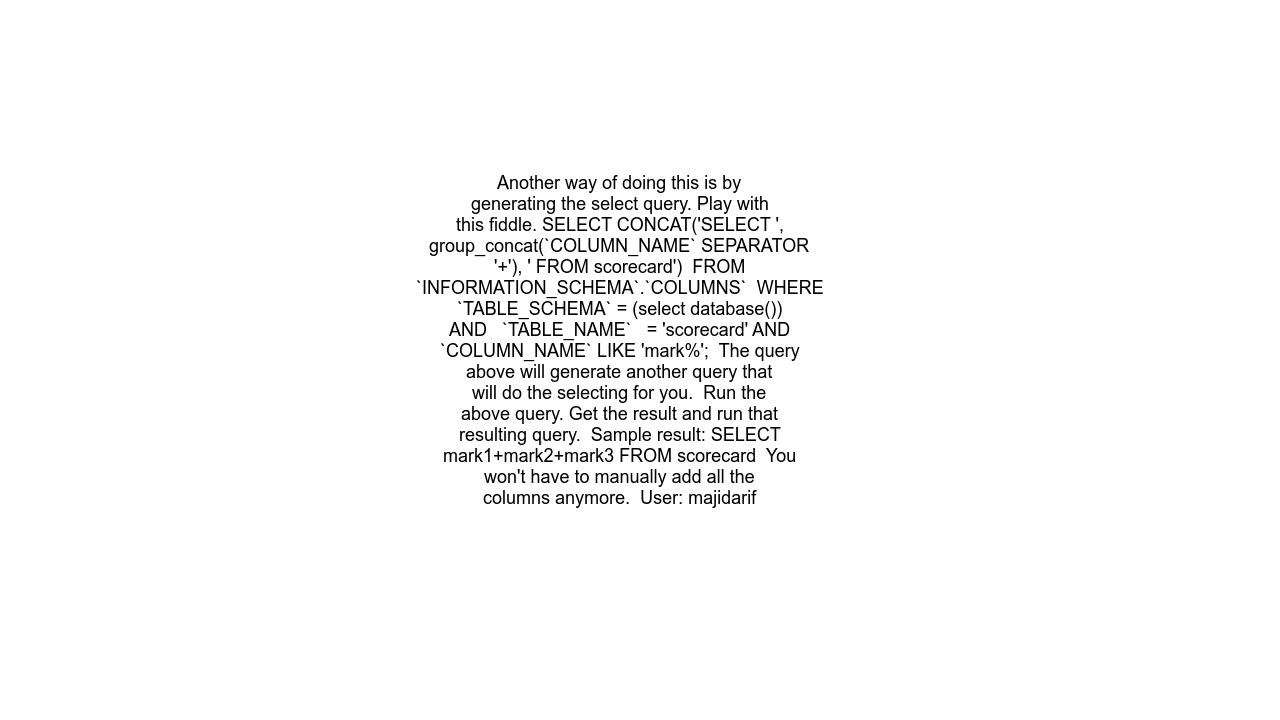 Another way of doing this is by
generating the select query. Play with
this fiddle. SELECT CONCAT('SELECT ',
group_concat(`COLUMN_NAME` SEPARATOR
'+'), ' FROM scorecard')  FROM
`INFORMATION_SCHEMA`.`COLUMNS`  WHERE
`TABLE_SCHEMA` = (select database())
AND   `TABLE_NAME`   = 'scorecard' AND
`COLUMN_NAME` LIKE 'mark%';  The query
above will generate another query that
will do the selecting for you.  Run the
above query. Get the result and run that
resulting query.  Sample result: SELECT
mark1+mark2+mark3 FROM scorecard  You
won't have to manually add all the
columns anymore.  User: majidarif